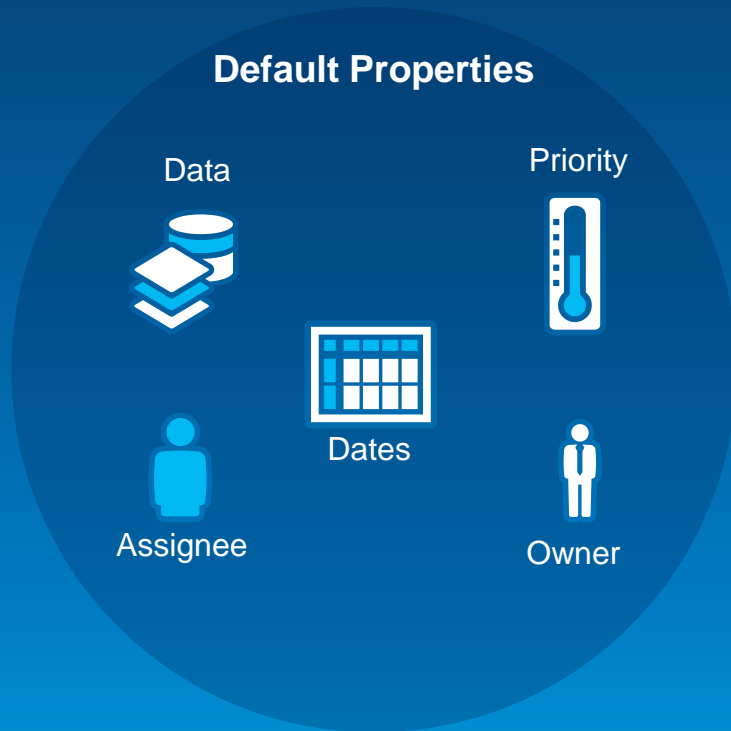 Default Properties
Data
Priority
Dates
Assignee
Owner